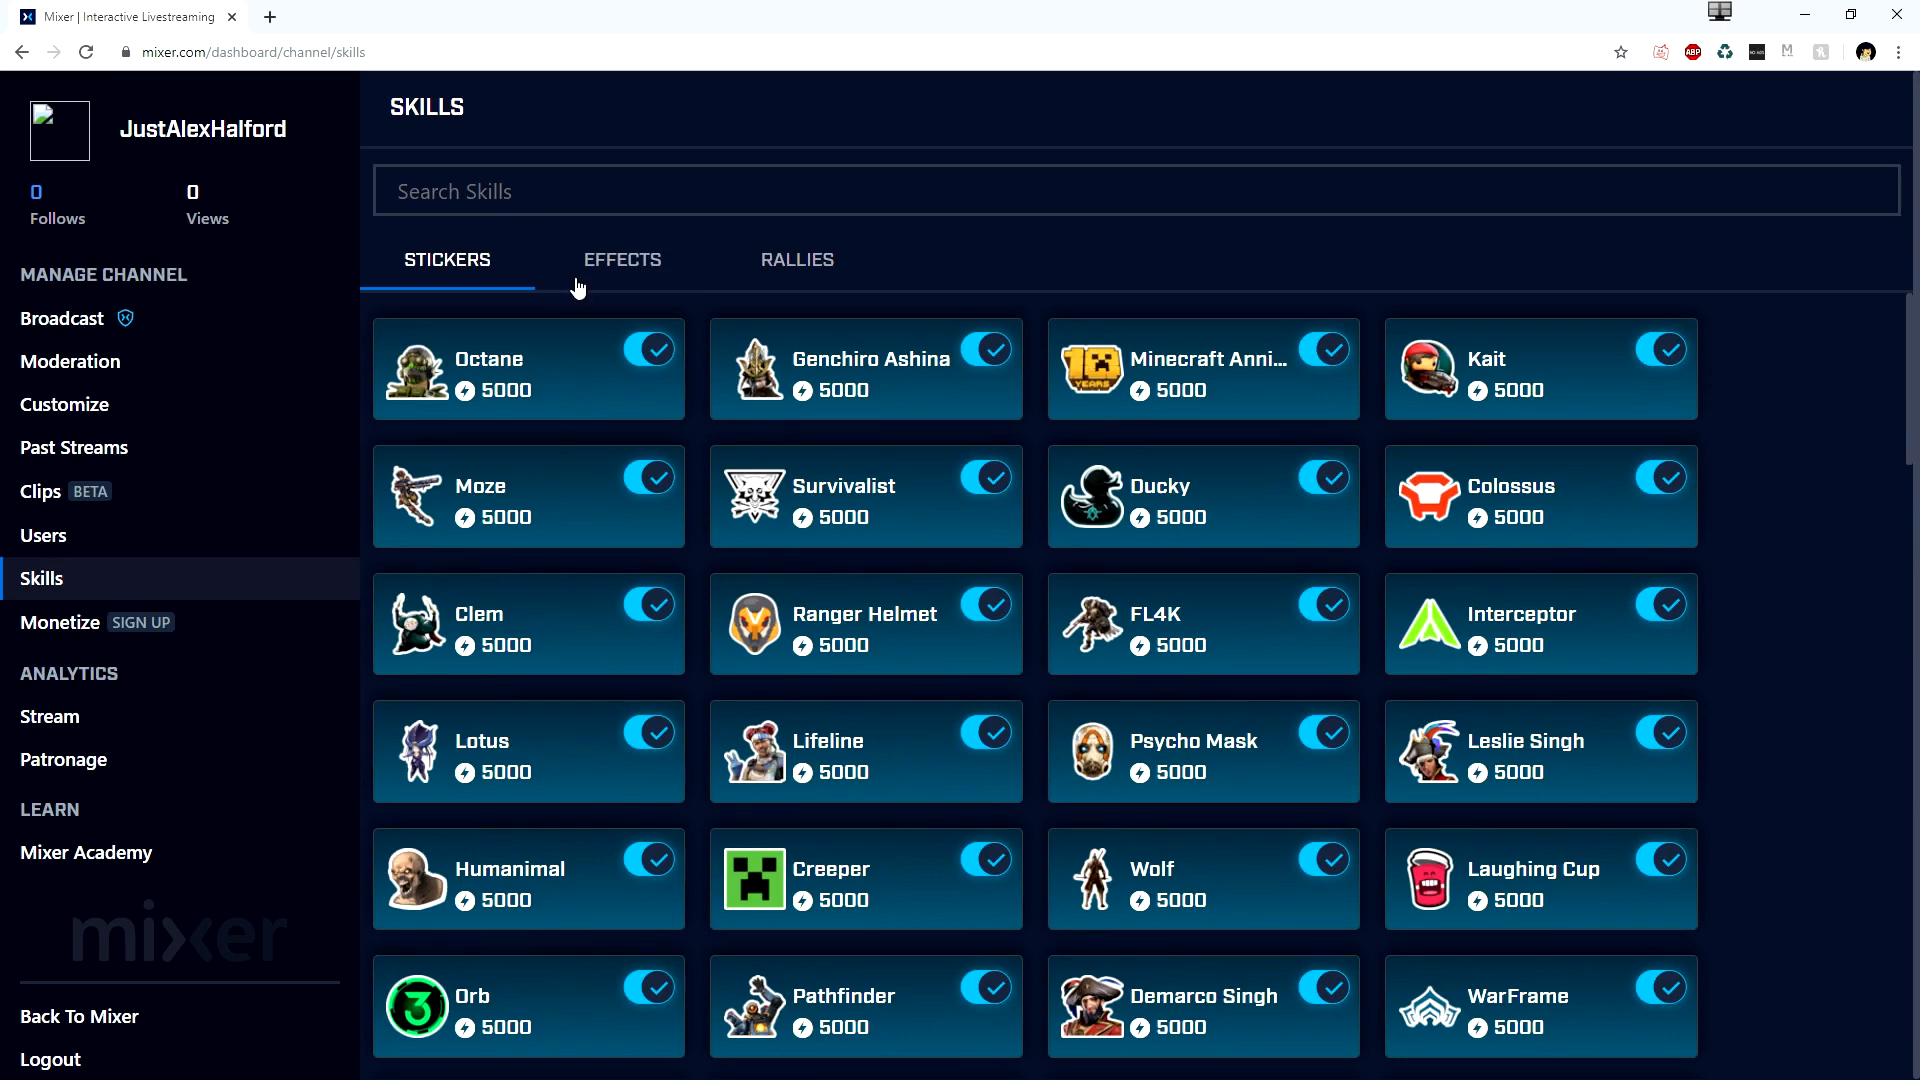 Mixer | Interactive Livestreaming
mixer.com/dashboard/channel/skills
ABP
JustAlexHalford
0
Follows
0
Views
MANAGE CHANNEL
Broadcast
Moderation
Customize
Past Streams
Clips BETA
Users
Skills
Monetize SIGN UP
ANALYTICS
Stream
Patronage
LEARN
Mixer Academy
mixer
Back To Mixer
Logout
SKILLS
Search Skills
STICKERS EFFECTS RALLIES
Octane
5000
Genchiro Ashina
5000
10
YEARS
Minecraft Anni...
5000
Kait
5000
Moze
5000
Survivalist
5000
Ducky
5000
Colossus
5000
Clem
5000
Ranger Helmet
5000
FL4K
5000
Interceptor
5000
Lotus
5000
Lifeline
5000
Psycho Mask
5000
Leslie Singh
5000
Humanimal
5000
Creeper
5000
Wolf
5000
Laughing Cup
5000
3
Orb
5000
Pathfinder
5000
Demarco Singh
5000
WarFrame
5000